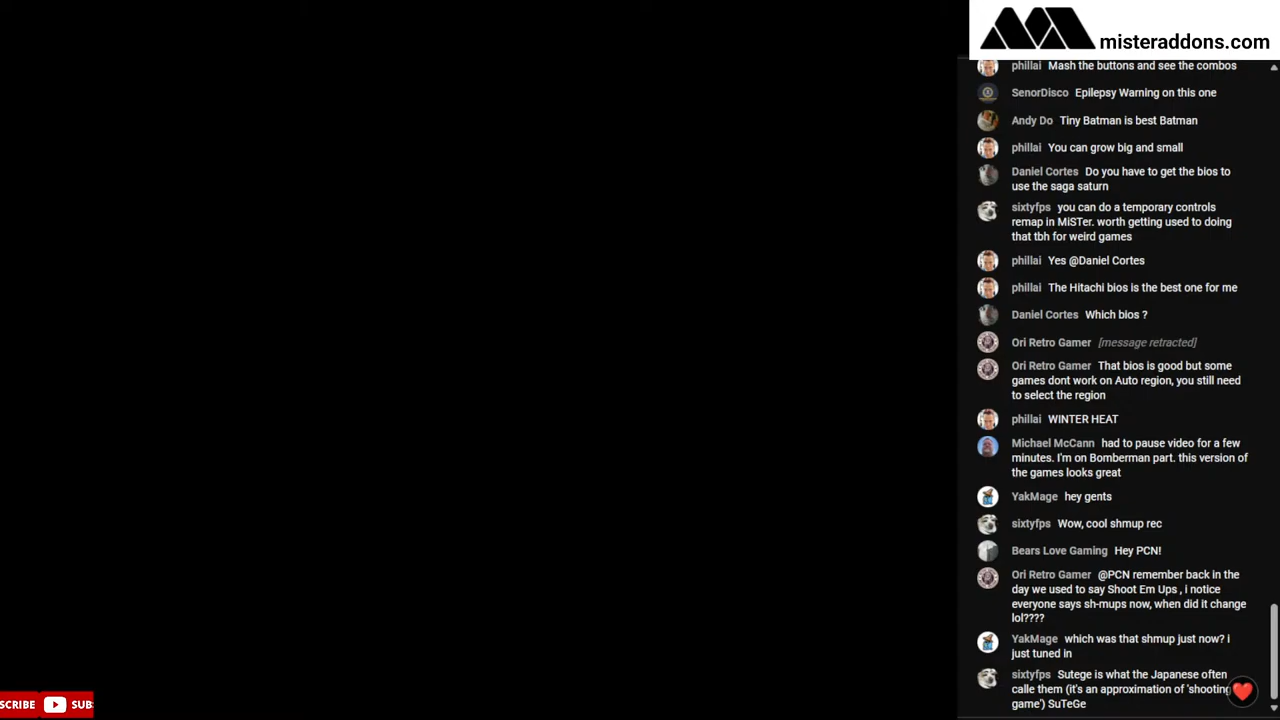 misteraddons.com
phillai Mash the buttons and see the combos
SenorDisco Epilepsy Warning on this one
Andy Do Tiny Batman is best Batman
phillai You can grow big and small
Daniel Cortes Do you have to get the bios to
use the saga saturn
sixtyfps you can do a temporary controls
remap in MiSTer. worth getting used to doing
that tbh for weird games
phillai Yes @Daniel Cortes
phillai The Hitachi bios is the best one for me
Daniel Cortes Which bios ?
Ori Retro Gamer [message retracted]
Ori Retro Gamer That bios is good but some
games dont work on Auto region, you still need
to select the region
phillai WINTER HEAT
Michael McCann had to pause video for a few
minutes. I'm on Bomberman part. this version of
the games looks great
YakMage hey gents
sixtyfps Wow, cool shmup rec
Bears Love Gaming Hey PCN!
Ori Retro Gamer @PCN remember back in the
day we used to say Shoot Em Ups , i notice
everyone says sh-mups now, when did it change
lol????
YakMage which was that shmup just now? i
just tuned in
sixtyfps Sutege is what the Japanese often
calle them (it's an approximation of 'shooting
game') SuTeGe
SCRIBE SUB